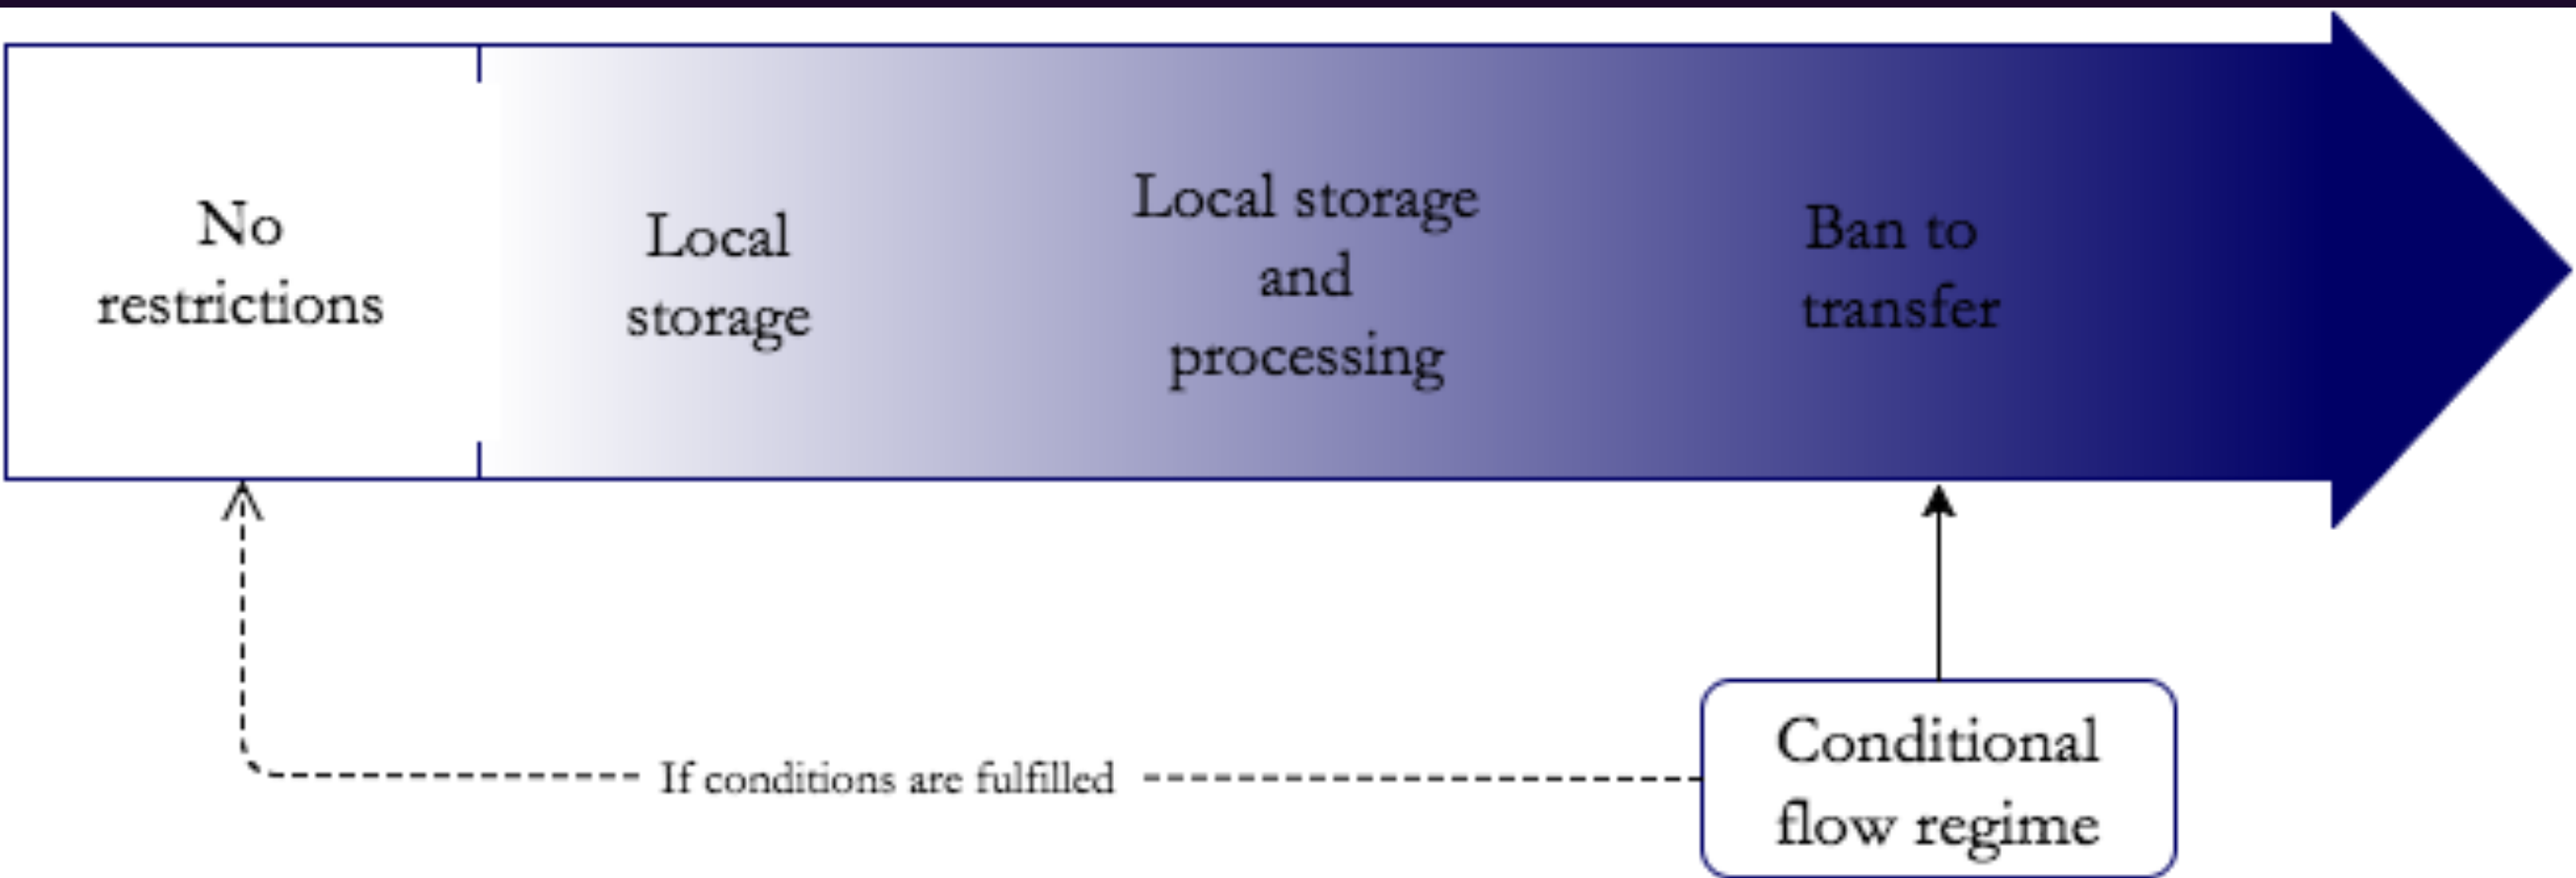 No
restrictions
Local
storage
Local storage
and
processing
Ban to
transfer
If conditions are fulfilled
Conditional
flow regime